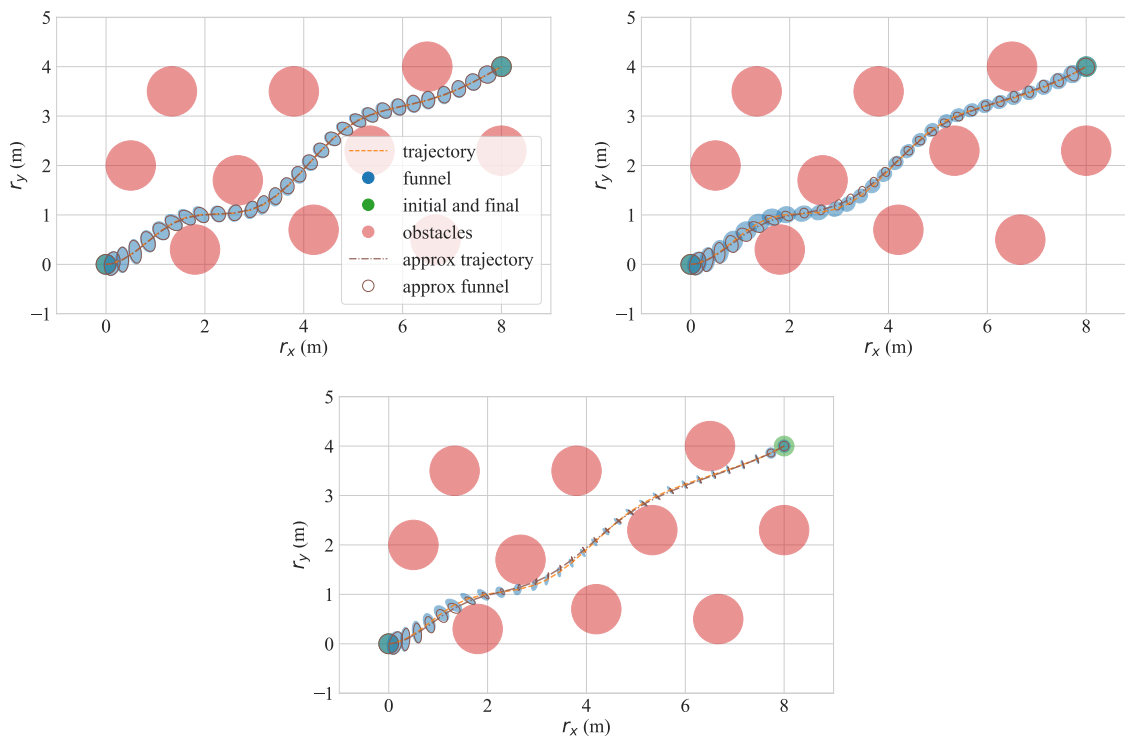 5
4
3
2
1
0
−1
0 2 4 6 8
r_y (m)
r_x (m)
trajectory
funnel
initial and final
obstacles
approx trajectory
approx funnel
5
4
3
2
1
0
−1
0 2 4 6 8
r_y (m)
r_x (m)
5
4
3
2
1
0
−1
0 2 4 6 8
r_y (m)
r_x (m)